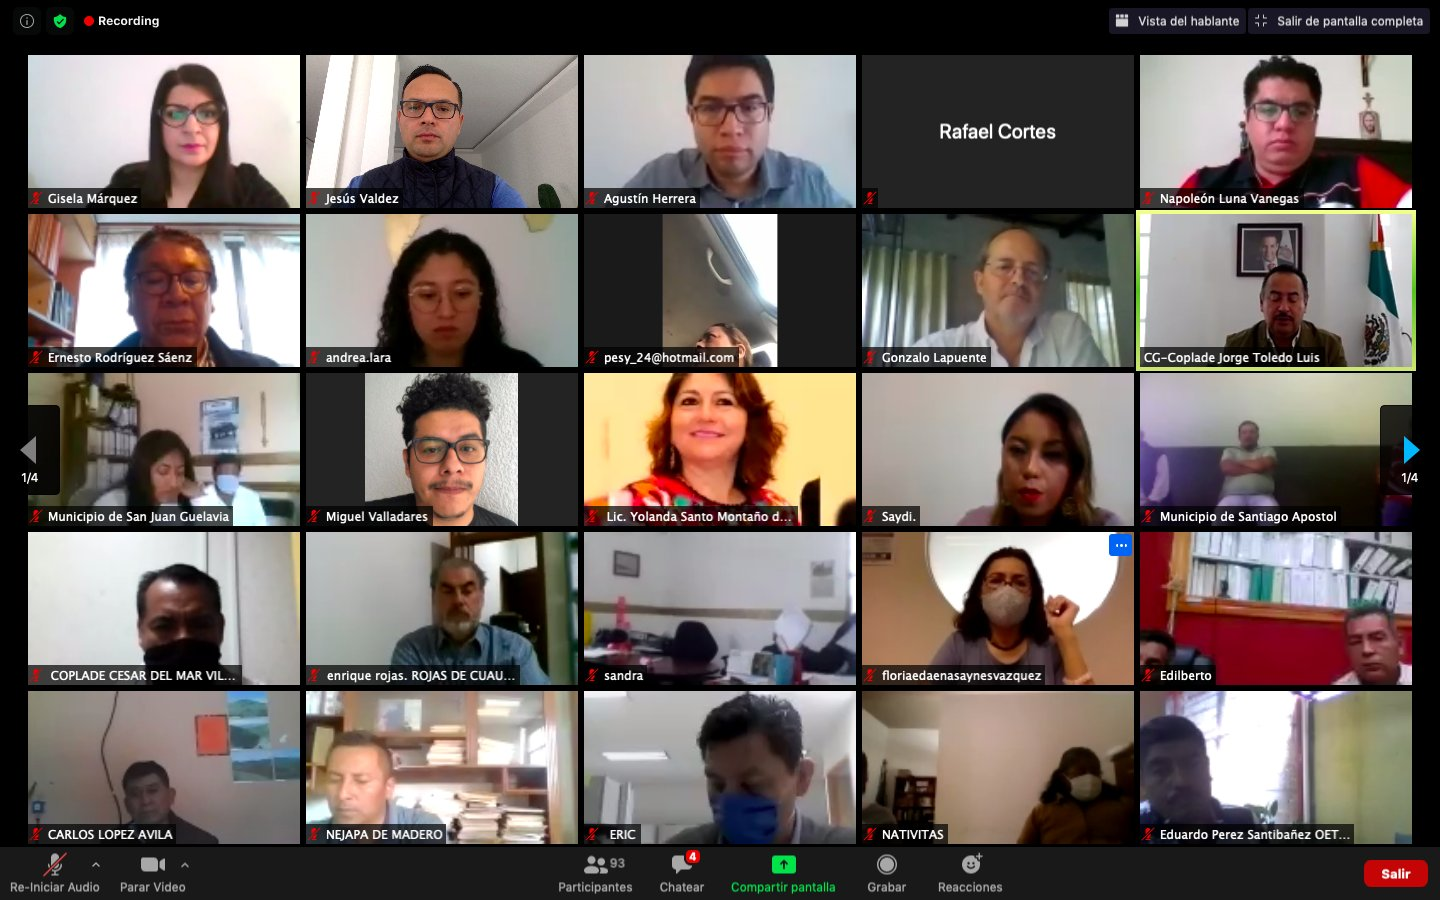 Recording
Vista del hablante
Salir de pantalla completa
Gisela Márquez
Jesús Valdez
Agustín Herrera
Rafael Cortes
Napoleón Luna Vanegas
Ernesto Rodríguez Sáenz
andrea.lara
pesy_24@hotmail.com
Gonzalo Lapuente
CG-Coplade Jorge Toledo Luis
1/4
1/4
Municipio de San Juan Guelavia
Miguel Valladares
Lic. Yolanda Santo Montaño d...
Saydi.
Municipio de Santiago Apostol
COPLADE CESAR DEL MAR VIL...
enrique rojas. ROJAS DE CUAU...
sandra
floriaedaenasaynesvazquez
Edilberto
CARLOS LOPEZ AVILA
NEJAPA DE MADERO
ERIC
NATIVITAS
Eduardo Perez Santibañez OET...
Re-Iniciar Audio
Parar Video
93
Participantes
4
Chatear
Compartir pantalla
Grabar
Reacciones
Salir